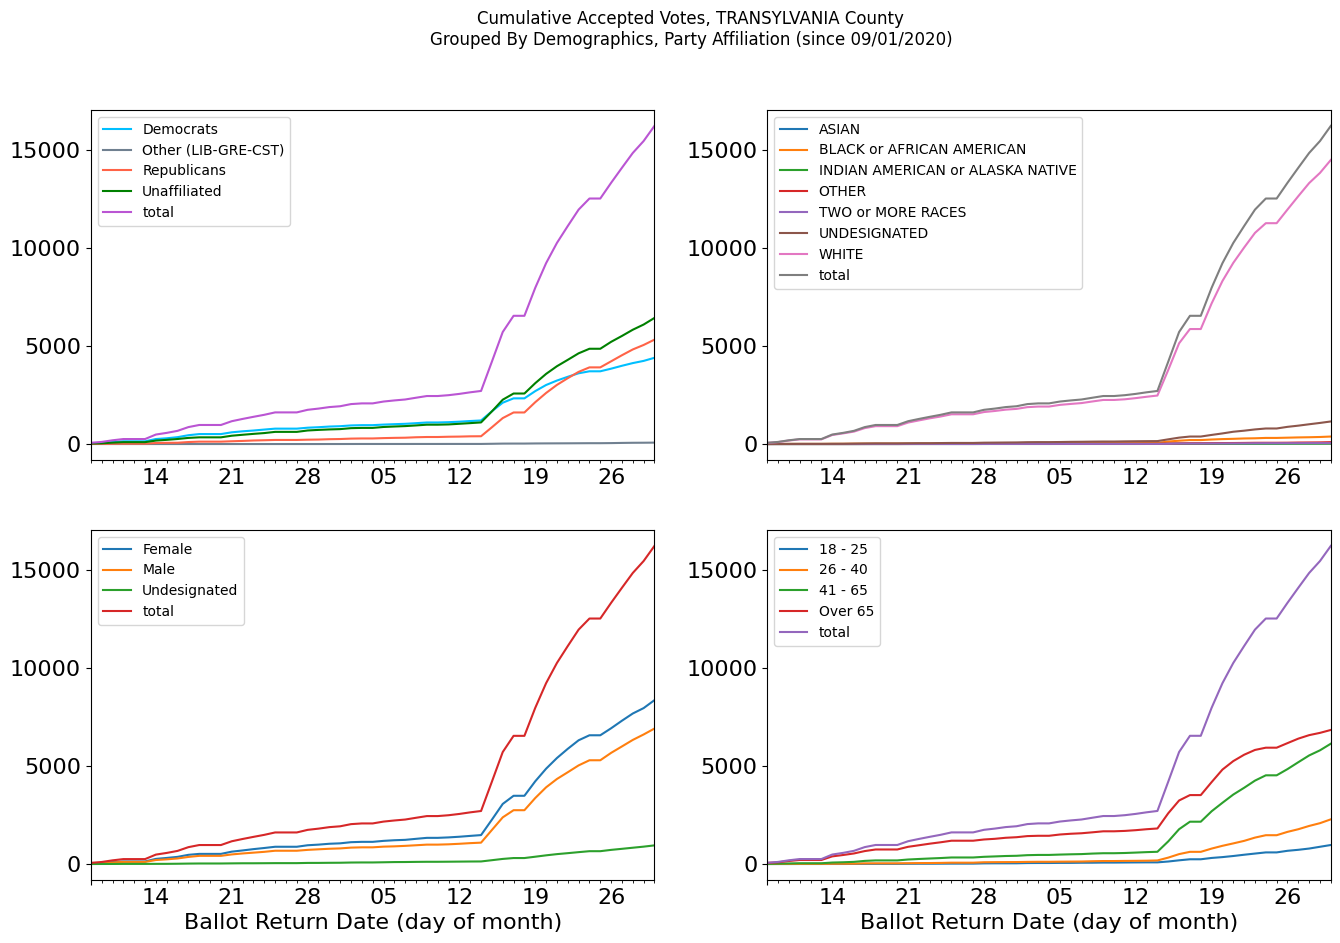 Cumulative Accepted Votes, TRANSYLVANIA County
Grouped By Demographics, Party Affiliation (since 09/01/2020)
Democrats
Other (LIB-GRE-CST)
Republicans
Unaffiliated
total
15000
10000
5000
0
14 21 28 05 12 19 26
ASIAN
BLACK or AFRICAN AMERICAN
INDIAN AMERICAN or ALASKA NATIVE
OTHER
TWO or MORE RACES
UNDESIGNATED
WHITE
total
15000
10000
5000
0
14 21 28 05 12 19 26
Female
Male
Undesignated
total
15000
10000
5000
0
14 21 28 05 12 19 26
Ballot Return Date (day of month)
18 - 25
26 - 40
41 - 65
Over 65
total
15000
10000
5000
0
14 21 28 05 12 19 26
Ballot Return Date (day of month)